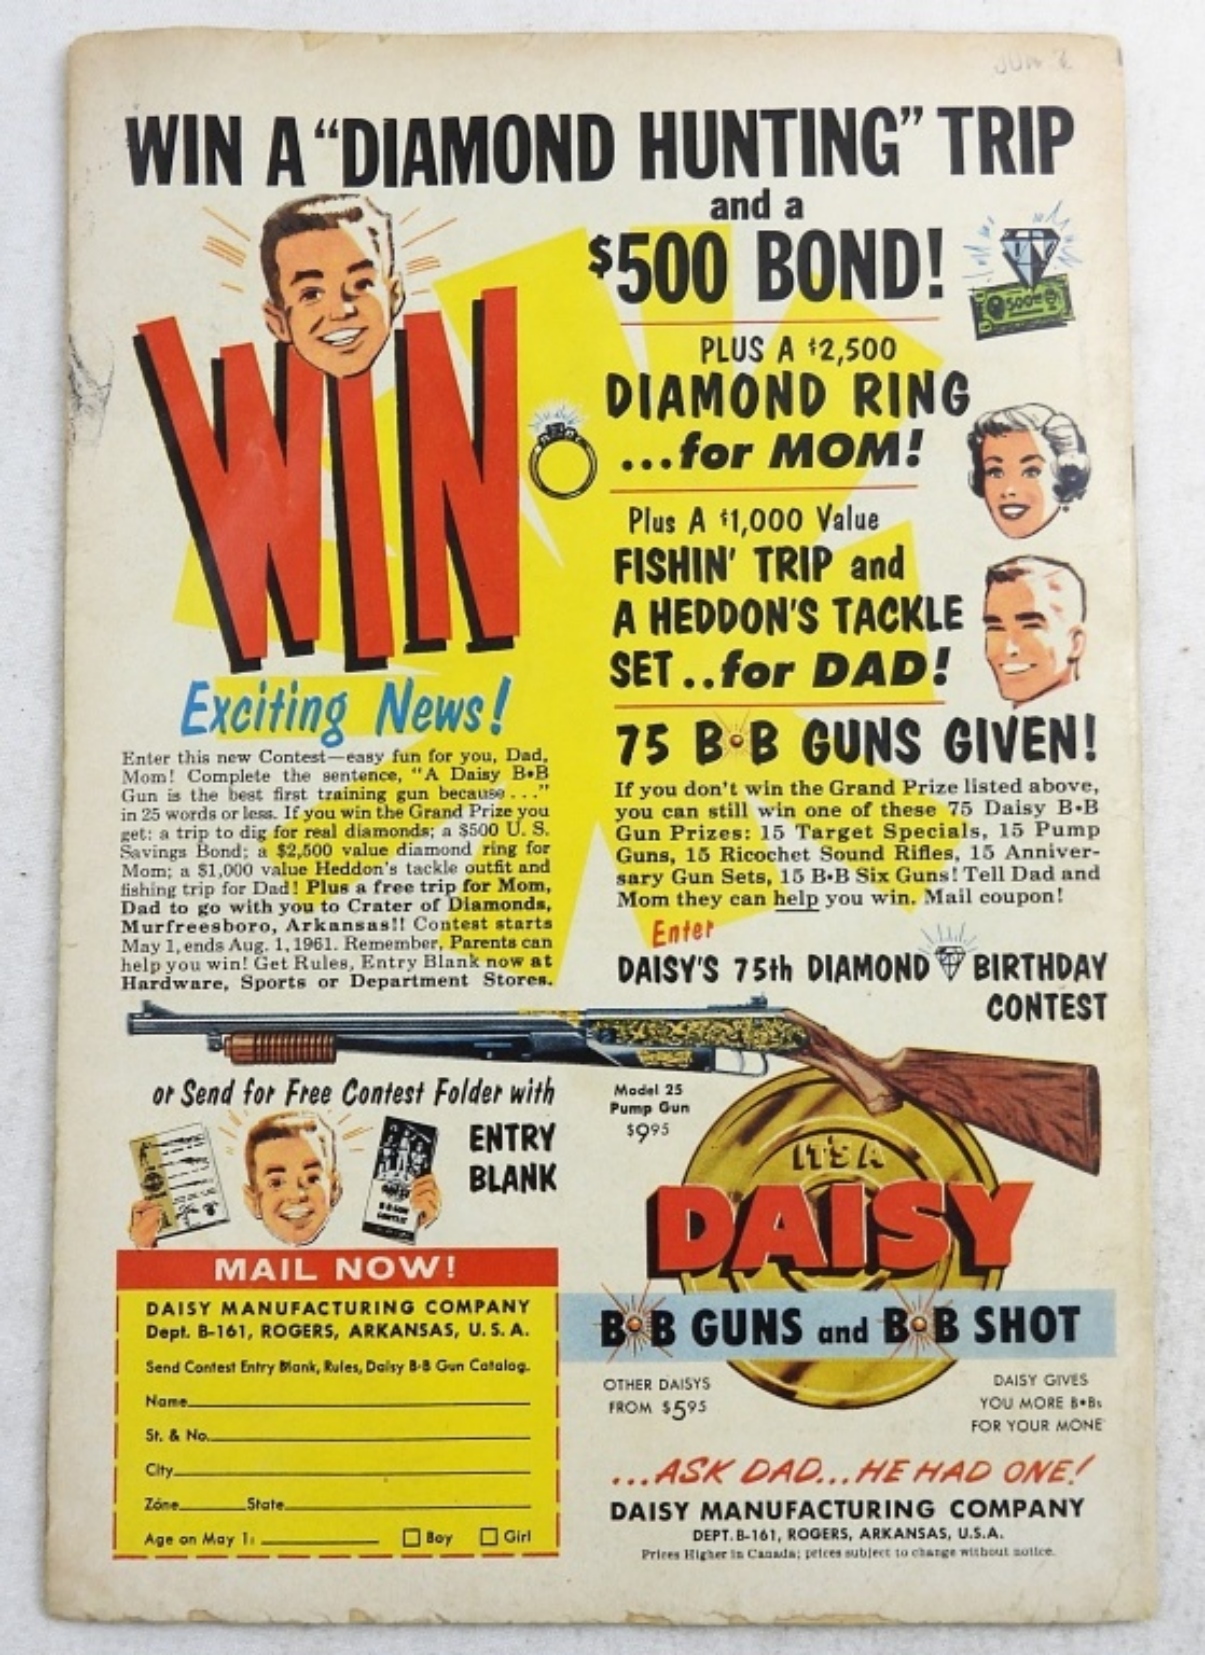 JUN 2
WIN A “DIAMOND HUNTING” TRIP
and a
$500 BOND!
PLUS A $2,500
DIAMOND RING
...for MOM!
Plus A $1,000 Value
FISHIN' TRIP and
A HEDDON'S TACKLE
SET..for DAD!
WIN
Exciting News!
Enter this new Contest—easy fun for you, Dad,
Mom! Complete the sentence, “A Daisy B•B
Gun is the best first training gun because...”
in 25 words or less. If you win the Grand Prize you
get: a trip to dig for real diamonds; a $500 U. S.
Savings Bond; a $2,500 value diamond ring for
Mom; a $1,000 value Heddon's tackle outfit and
fishing trip for Dad! Plus a free trip for Mom,
Dad to go with you to Crater of Diamonds,
Murfreesboro, Arkansas!! Contest starts
May 1, ends Aug. 1, 1961. Remember, Parents can
help you win! Get Rules, Entry Blank now at
Hardware, Sports or Department Stores.
75 B•B GUNS GIVEN!
If you don't win the Grand Prize listed above,
you can still win one of these 75 Daisy B•B
Gun Prizes: 15 Target Specials, 15 Pump
Guns, 15 Ricochet Sound Rifles, 15 Anniver-
sary Gun Sets, 15 B•B Six Guns! Tell Dad and
Mom they can help you win. Mail coupon!
Enter
DAISY'S 75th DIAMOND BIRTHDAY
CONTEST
or Send for Free Contest Folder with
ENTRY
BLANK
Model 25
Pump Gun
$9 95
IT'S A
DAISY
B•B GUNS and B•B SHOT
OTHER DAISYS
FROM $5 95
DAISY GIVES
YOU MORE B•Bs
FOR YOUR MONE
MAIL NOW!
DAISY MANUFACTURING COMPANY
Dept. B-161, ROGERS, ARKANSAS, U. S. A.
Send Contest Entry Blank, Rules, Daisy B•B Gun Catalog.
Name
St. & No.
City
Zone State
Age on May 1: Boy Girl
...ASK DAD...HE HAD ONE!
DAISY MANUFACTURING COMPANY
DEPT. B-161, ROGERS, ARKANSAS, U.S.A.
Prices Higher in Canada; prices subject to change without notice.